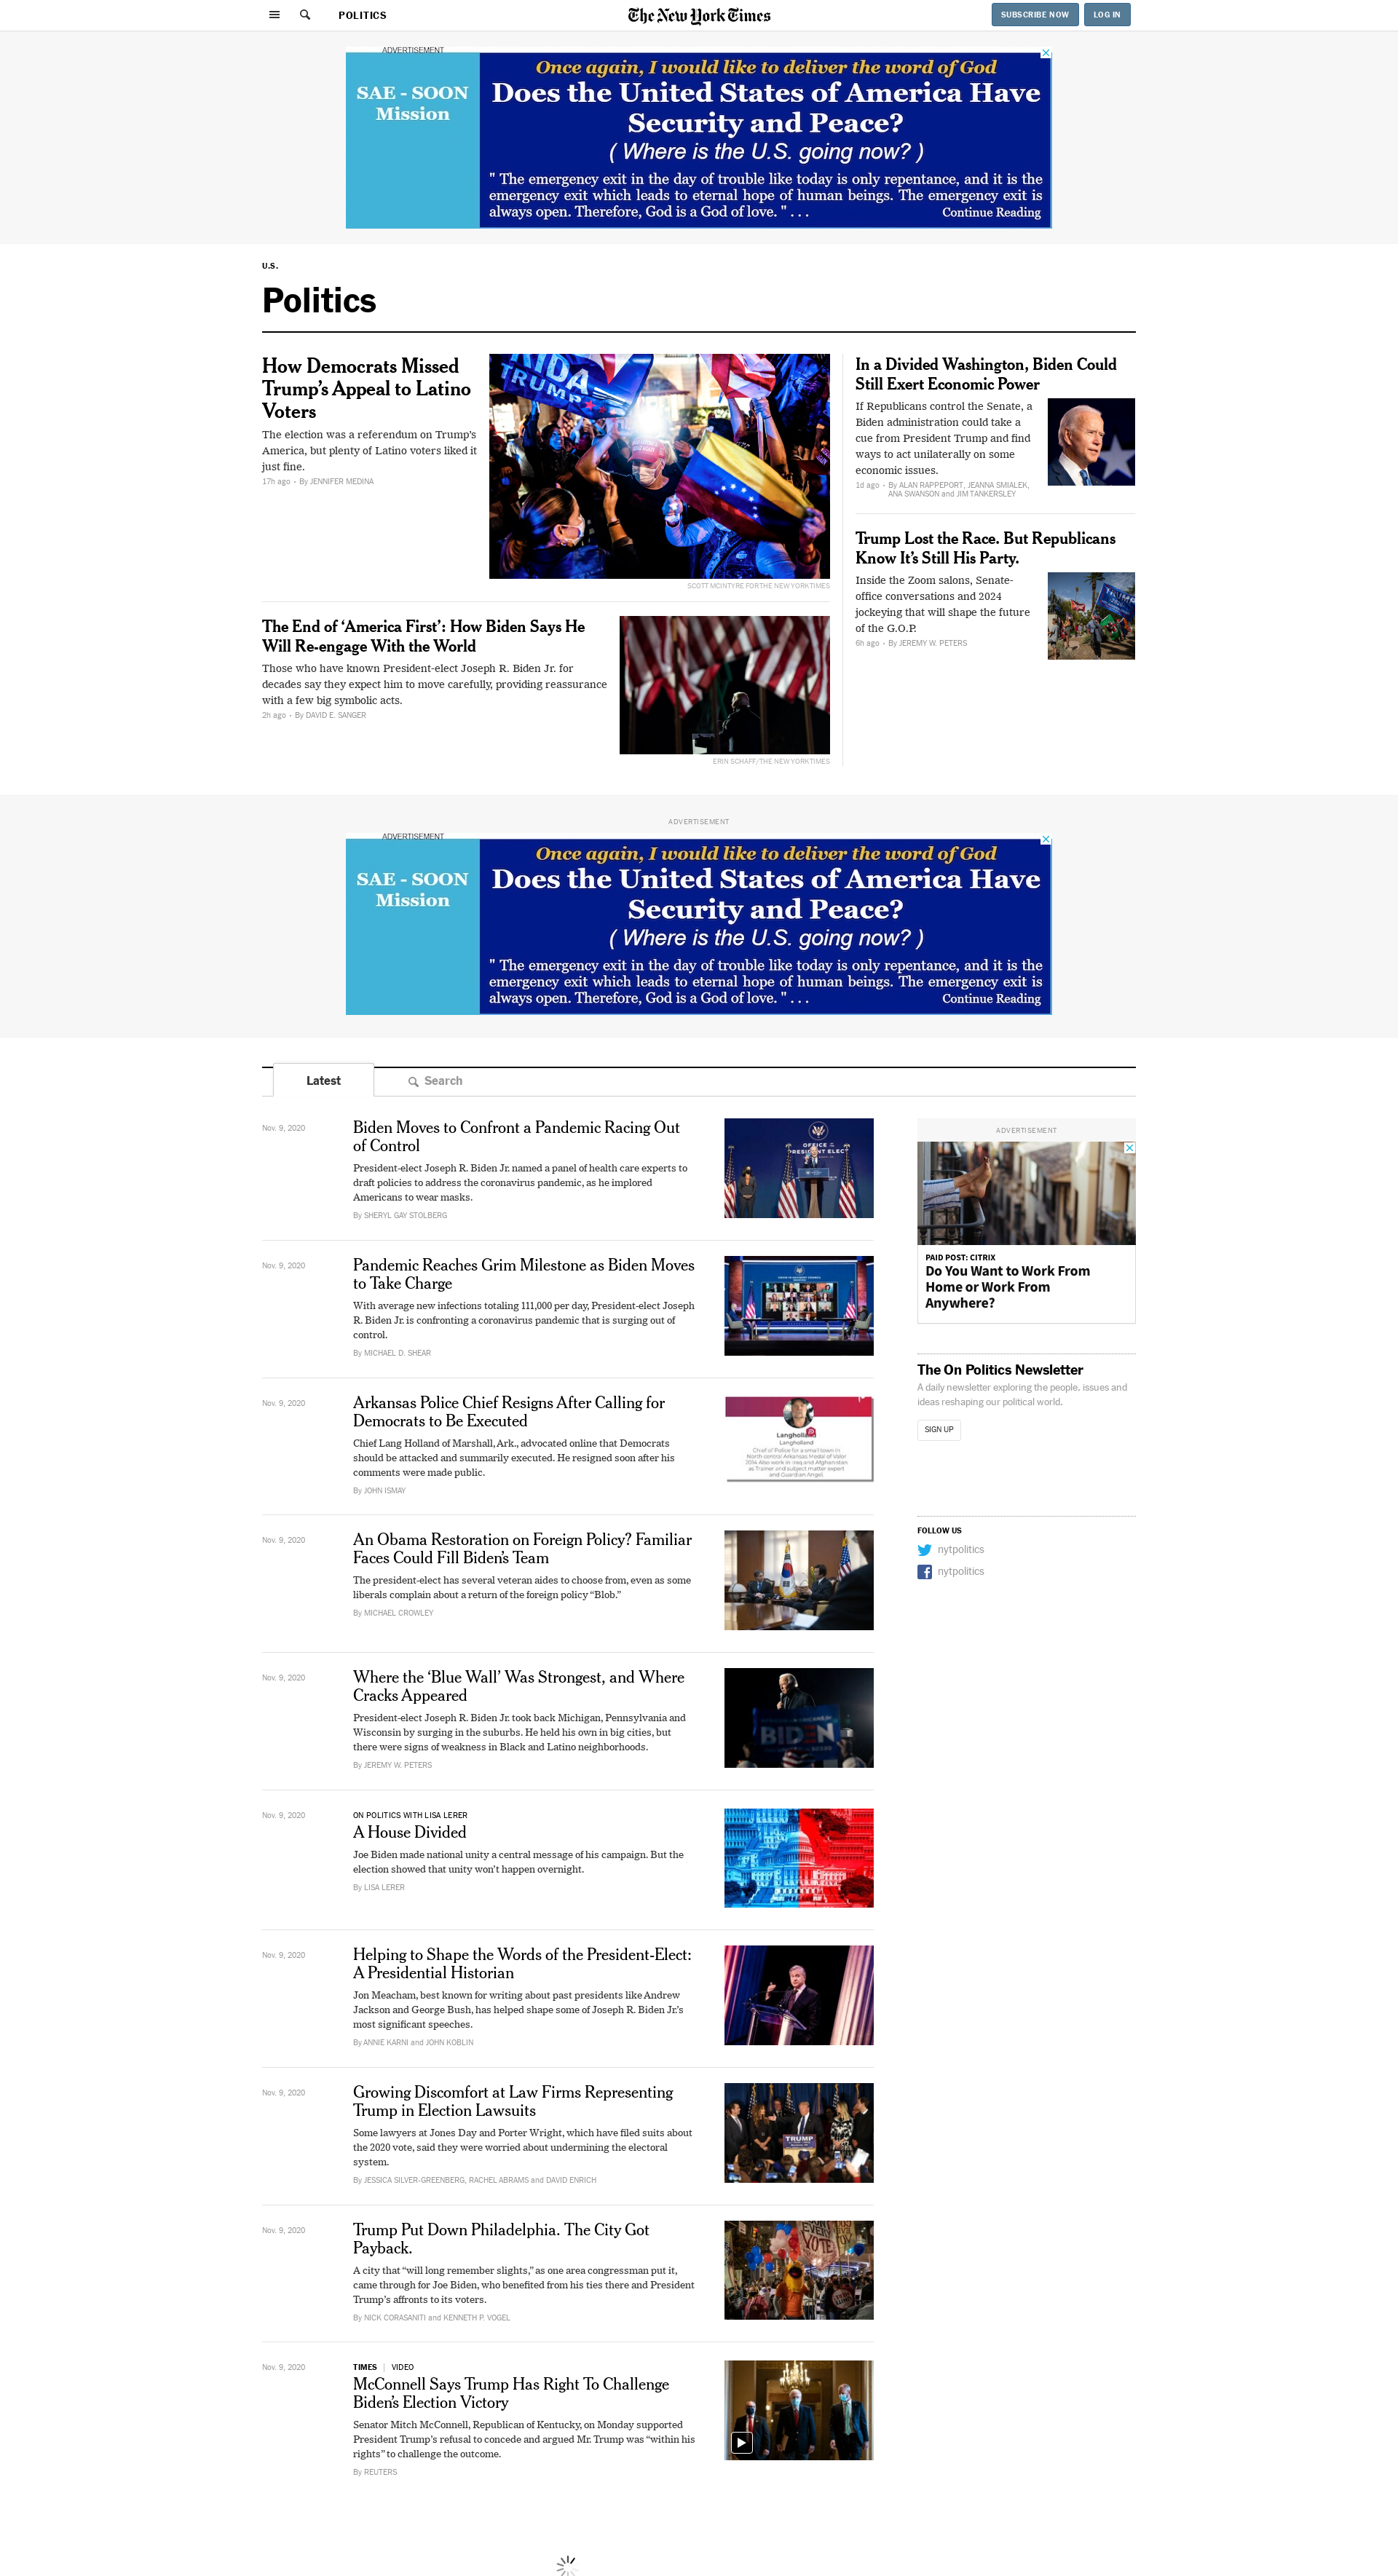 POLITICS
The New York Times
SUBSCRIBE NOW
LOG IN
ADVERTISEMENT
SAE - SOON
Mission
Once again, I would like to deliver the word of God
Does the United States of America Have
Security and Peace?
( Where is the U.S. going now? )
" The emergency exit in the day of trouble like today is only repentance, and it is the
emergency exit which leads to eternal hope of human beings. The emergency exit is
always open. Therefore, God is a God of love. " . . .
Continue Reading
U.S.
Politics
How Democrats Missed
Trump’s Appeal to Latino
Voters
The election was a referendum on Trump’s
America, but plenty of Latino voters liked it
just fine.
17h ago • By JENNIFER MEDINA
TRUMP
SCOTT MCINTYRE FOR THE NEW YORK TIMES
The End of ‘America First’: How Biden Says He
Will Re-engage With the World
Those who have known President-elect Joseph R. Biden Jr. for
decades say they expect him to move carefully, providing reassurance
with a few big symbolic acts.
2h ago • By DAVID E. SANGER
ERIN SCHAFF/THE NEW YORK TIMES
In a Divided Washington, Biden Could
Still Exert Economic Power
If Republicans control the Senate, a
Biden administration could take a
cue from President Trump and find
ways to act unilaterally on some
economic issues.
1d ago • By ALAN RAPPEPORT, JEANNA SMIALEK,
ANA SWANSON and JIM TANKERSLEY
Trump Lost the Race. But Republicans
Know It’s Still His Party.
Inside the Zoom salons, Senate-
office conversations and 2024
jockeying that will shape the future
of the G.O.P.
6h ago • By JEREMY W. PETERS
ADVERTISEMENT
ADVERTISEMENT
SAE - SOON
Mission
Once again, I would like to deliver the word of God
Does the United States of America Have
Security and Peace?
( Where is the U.S. going now? )
" The emergency exit in the day of trouble like today is only repentance, and it is the
emergency exit which leads to eternal hope of human beings. The emergency exit is
always open. Therefore, God is a God of love. " . . .
Continue Reading
Latest
Search
Nov. 9, 2020
Biden Moves to Confront a Pandemic Racing Out
of Control
President-elect Joseph R. Biden Jr. named a panel of health care experts to
draft policies to address the coronavirus pandemic, as he implored
Americans to wear masks.
By SHERYL GAY STOLBERG
Nov. 9, 2020
Pandemic Reaches Grim Milestone as Biden Moves
to Take Charge
With average new infections totaling 111,000 per day, President-elect Joseph
R. Biden Jr. is confronting a coronavirus pandemic that is surging out of
control.
By MICHAEL D. SHEAR
Nov. 9, 2020
Arkansas Police Chief Resigns After Calling for
Democrats to Be Executed
Chief Lang Holland of Marshall, Ark., advocated online that Democrats
should be attacked and summarily executed. He resigned soon after his
comments were made public.
By JOHN ISMAY
Langholland
Chief of Police for a small town in
North central Arkansas Medal of Valor
2014 Also work in Iraq and Afghanistan
as Trainer and subject matter expert
and Guardian Angel.
Nov. 9, 2020
An Obama Restoration on Foreign Policy? Familiar
Faces Could Fill Biden’s Team
The president-elect has several veteran aides to choose from, even as some
liberals complain about a return of the foreign policy “Blob.”
By MICHAEL CROWLEY
Nov. 9, 2020
Where the ‘Blue Wall’ Was Strongest, and Where
Cracks Appeared
President-elect Joseph R. Biden Jr. took back Michigan, Pennsylvania and
Wisconsin by surging in the suburbs. He held his own in big cities, but
there were signs of weakness in Black and Latino neighborhoods.
By JEREMY W. PETERS
BIDEN
Nov. 9, 2020
ON POLITICS WITH LISA LERER
A House Divided
Joe Biden made national unity a central message of his campaign. But the
election showed that unity won’t happen overnight.
By LISA LERER
Nov. 9, 2020
Helping to Shape the Words of the President-Elect:
A Presidential Historian
Jon Meacham, best known for writing about past presidents like Andrew
Jackson and George Bush, has helped shape some of Joseph R. Biden Jr.’s
most significant speeches.
By ANNIE KARNI and JOHN KOBLIN
Nov. 9, 2020
Growing Discomfort at Law Firms Representing
Trump in Election Lawsuits
Some lawyers at Jones Day and Porter Wright, which have filed suits about
the 2020 vote, said they were worried about undermining the electoral
system.
By JESSICA SILVER-GREENBERG, RACHEL ABRAMS and DAVID ENRICH
TRUMP
Nov. 9, 2020
Trump Put Down Philadelphia. The City Got
Payback.
A city that “will long remember slights,” as one area congressman put it,
came through for Joe Biden, who benefited from his ties there and President
Trump’s affronts to its voters.
By NICK CORASANITI and KENNETH P. VOGEL
Nov. 9, 2020
TIMES | VIDEO
McConnell Says Trump Has Right To Challenge
Biden’s Election Victory
Senator Mitch McConnell, Republican of Kentucky, on Monday supported
President Trump’s refusal to concede and argued Mr. Trump was “within his
rights” to challenge the outcome.
By REUTERS
ADVERTISEMENT
PAID POST: CITRIX
Do You Want to Work From
Home or Work From
Anywhere?
The On Politics Newsletter
A daily newsletter exploring the people, issues and
ideas reshaping our political world.
SIGN UP
FOLLOW US
nytpolitics
nytpolitics